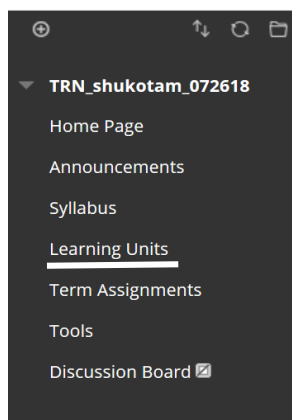 TRN_shukotam_072618
Home Page
Announcements
Syllabus
Learning Units
Term Assignments
Tools
Discussion Board